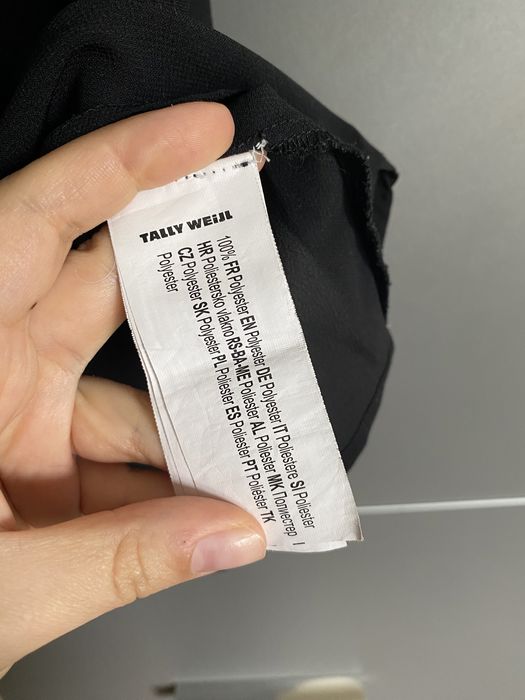 TALLY WEiJL
100% FR Polyester EN Polyester DE Polyester IT Poliestere SI Poliester
HR Poliestersko vlakno RS-BA-ME Poliester AL Poliester MK Полиестер
CZ Polyester SK Polyester PL Poliester ES Poliester PT Poliéster TK
Polyester